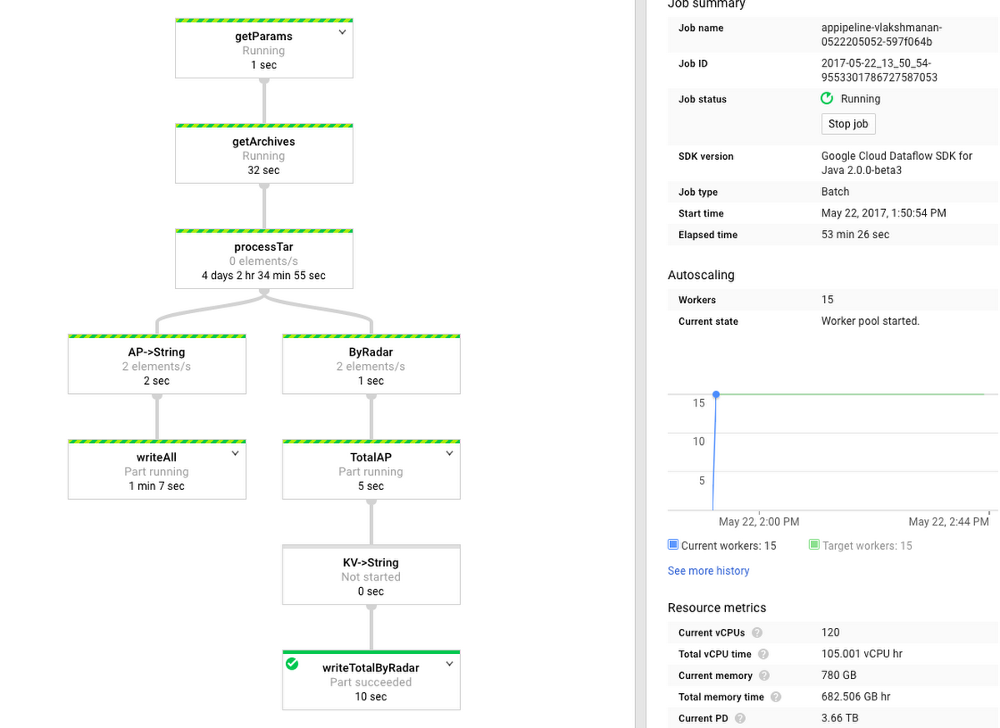 getParams
Running
1 sec
getArchives
Running
32 sec
processTar
0 elements/s
4 days 2 hr 34 min 55 sec
AP->String
2 elements/s
2 sec
ByRadar
2 elements/s
1 sec
writeAll
Part running
1 min 7 sec
TotalAP
Part running
5 sec
KV->String
Not started
0 sec
writeTotalByRadar
Part succeeded
10 sec
Job summary
Job name appipeline-vlakshmanan-
0522205052-597f064b
Job ID 2017-05-22_13_50_54-
9553301786727587053
Job status Running
Stop job
SDK version Google Cloud Dataflow SDK for
Java 2.0.0-beta3
Job type Batch
Start time May 22, 2017, 1:50:54 PM
Elapsed time 53 min 26 sec
Autoscaling
Workers 15
Current state Worker pool started.
15
10
5
May 22, 2:00 PM May 22, 2:44 PM
Current workers: 15 Target workers: 15
See more history
Resource metrics
Current vCPUs ? 120
Total vCPU time ? 105.001 vCPU hr
Current memory ? 780 GB
Total memory time ? 682.506 GB hr
Current PD ? 3.66 TB